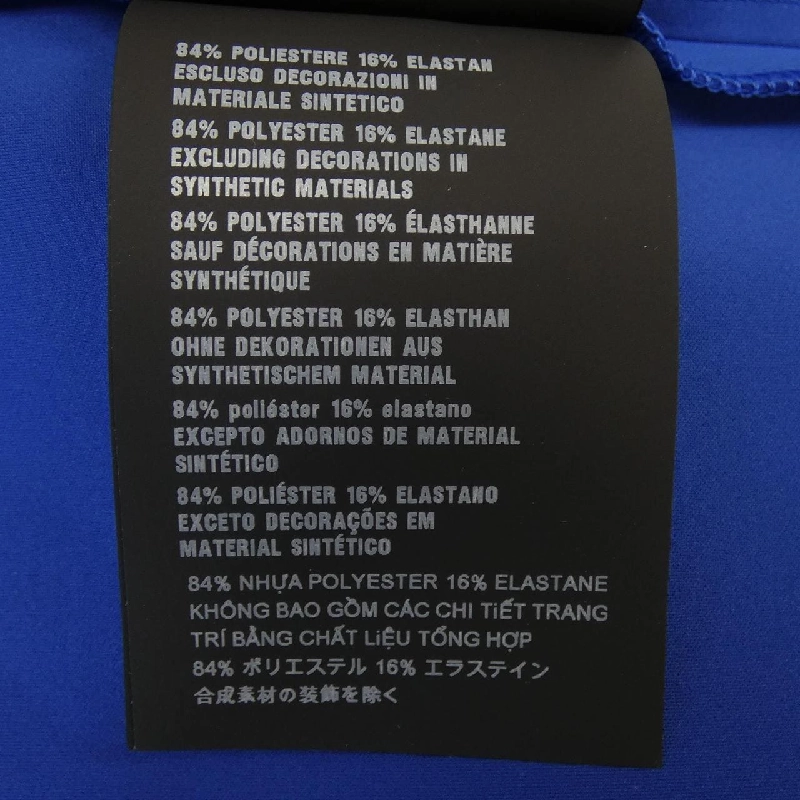 84% POLIESTERE 16% ELASTAN
ESCLUSO DECORAZIONI IN
MATERIALE SINTETICO
84% POLYESTER 16% ELASTANE
EXCLUDING DECORATIONS IN
SYNTHETIC MATERIALS
84% POLYESTER 16% ÉLASTHANNE
SAUF DÉCORATIONS EN MATIÈRE
SYNTHÉTIQUE
84% POLYESTER 16% ELASTHAN
OHNE DEKORATIONEN AUS
SYNTHETISCHEM MATERIAL
84% poliéster 16% elastano
EXCEPTO ADORNOS DE MATERIAL
SINTÉTICO
84% POLIÉSTER 16% ELASTANO
EXCETO DECORAÇÕES EM
MATERIAL SINTÉTICO
84% NHỰA POLYESTER 16% ELASTANE
KHÔNG BAO GỒM CÁC CHI TIẾT TRANG
TRÍ BẰNG CHẤT LIỆU TỔNG HỢP
84% ポリエステル 16% エラステイン
合成素材の装飾を除く